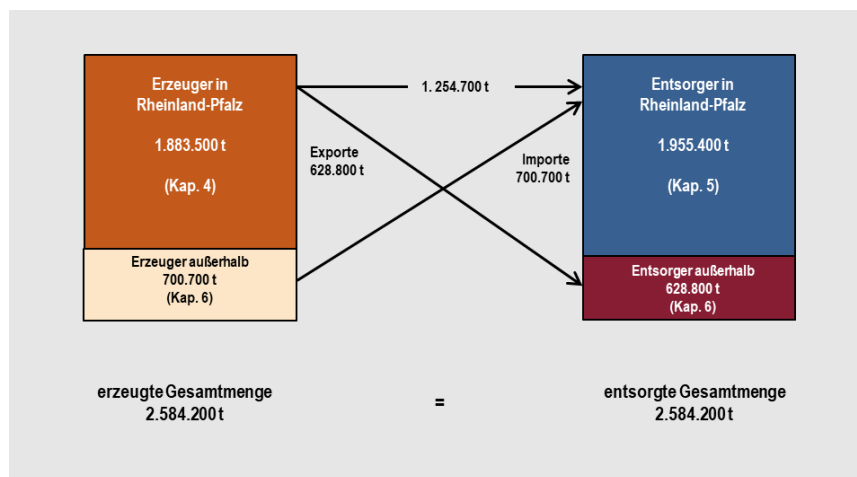 Erzeuger in
Rheinland-Pfalz
1.883.500 t
(Kap. 4)
Erzeuger außerhalb
700.700 t
(Kap. 6)
1. 254.700 t
Exporte
628.800 t
Importe
700.700 t
Entsorger in
Rheinland-Pfalz
1.955.400 t
(Kap. 5)
Entsorger außerhalb
628.800 t
(Kap. 6)
erzeugte Gesamtmenge
2.584.200 t
=
entsorgte Gesamtmenge
2.584.200 t